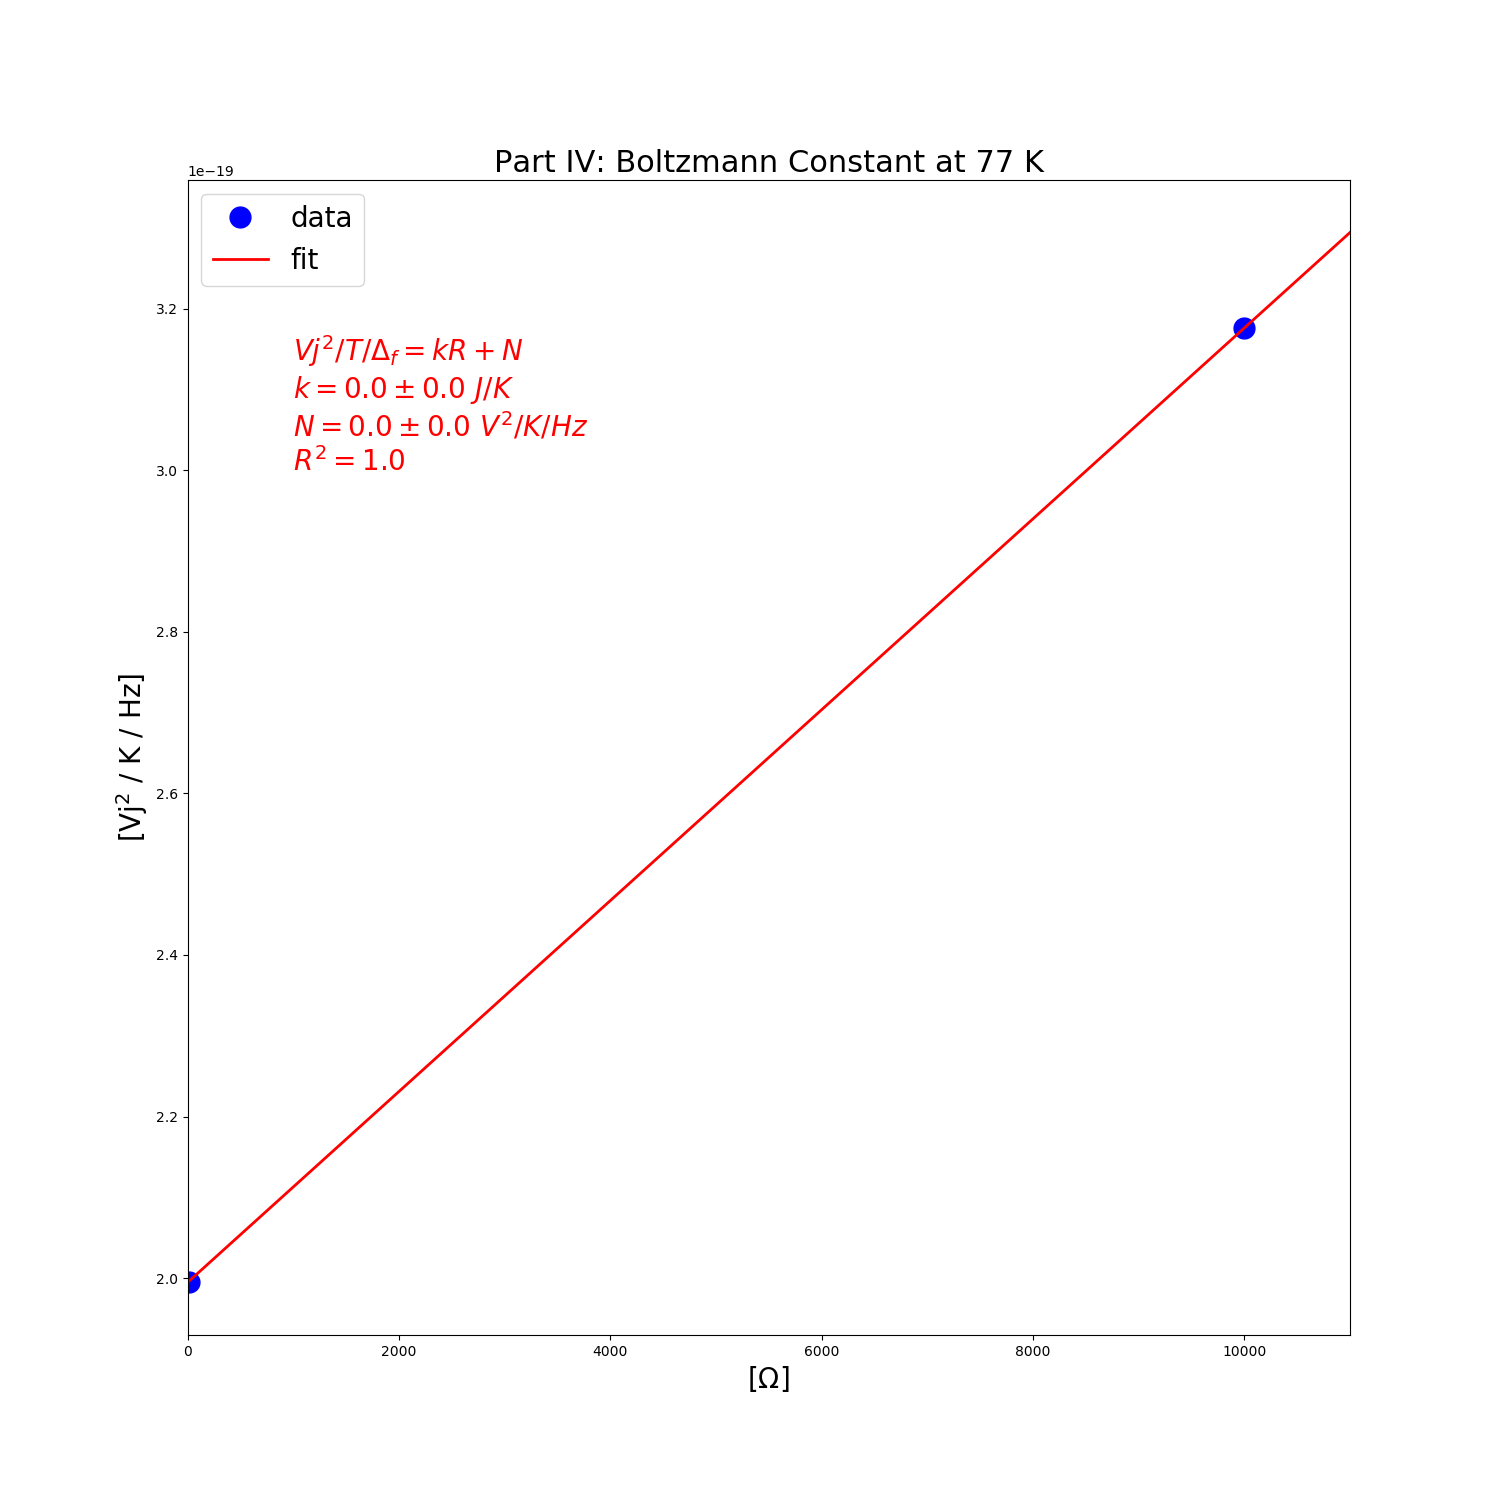 Part IV: Boltzmann Constant at 77 K
1e−19
data
fit
Vj²/T/Δ_f = kR + N
k = 0.0 ± 0.0 J/K
N = 0.0 ± 0.0 V²/K/Hz
R² = 1.0
3.2
3.0
2.8
2.6
2.4
2.2
2.0
[Vj² / K / Hz]
0 2000 4000 6000 8000 10000
[Ω]